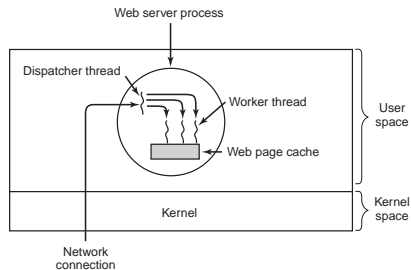 Web server process
Dispatcher thread
Worker thread
User
space
Web page cache
Kernel
Kernel
space
Network
connection